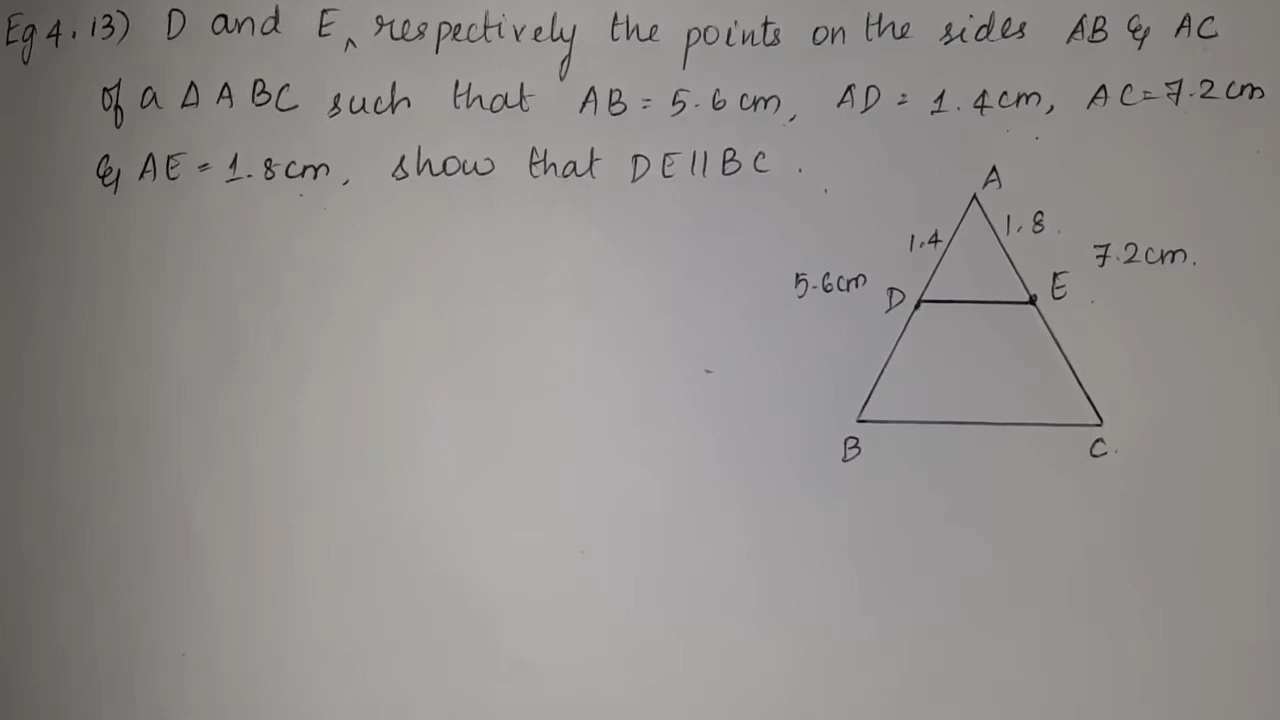 Eg 4.13) D and E ^ respectively the points on the sides AB & AC
of a Δ ABC such that AB = 5.6 cm, AD = 1.4cm, AC = 7.2 cm
& AE = 1.8 cm, show that DE || BC.
A
1.4
1.8
7.2cm.
5.6cm
D
E
B
C.